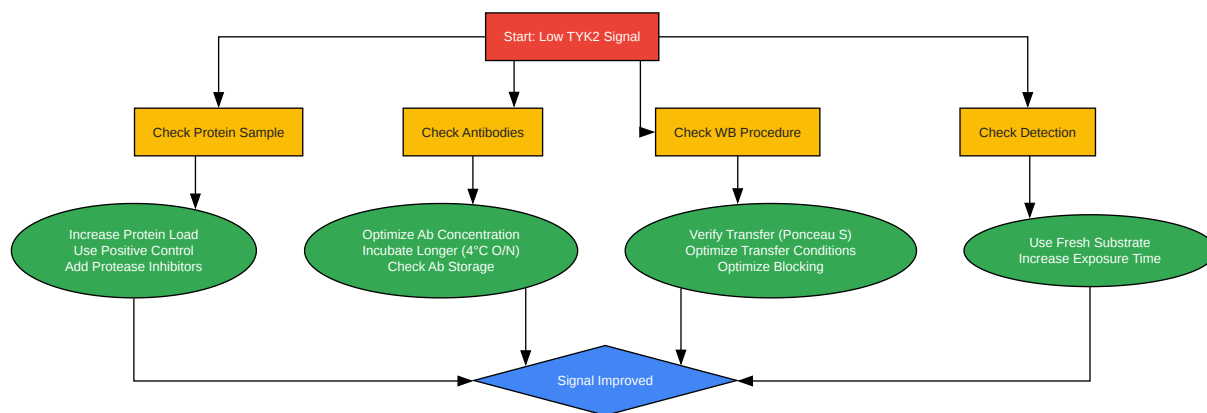 Start: Low TYK2 Signal
Check Protein Sample
Check Antibodies
Check WB Procedure
Check Detection
Increase Protein Load
Use Positive Control
Add Protease Inhibitors
Optimize Ab Concentration
Incubate Longer (4°C O/N)
Check Ab Storage
Verify Transfer (Ponceau S)
Optimize Transfer Conditions
Optimize Blocking
Use Fresh Substrate
Increase Exposure Time
Signal Improved